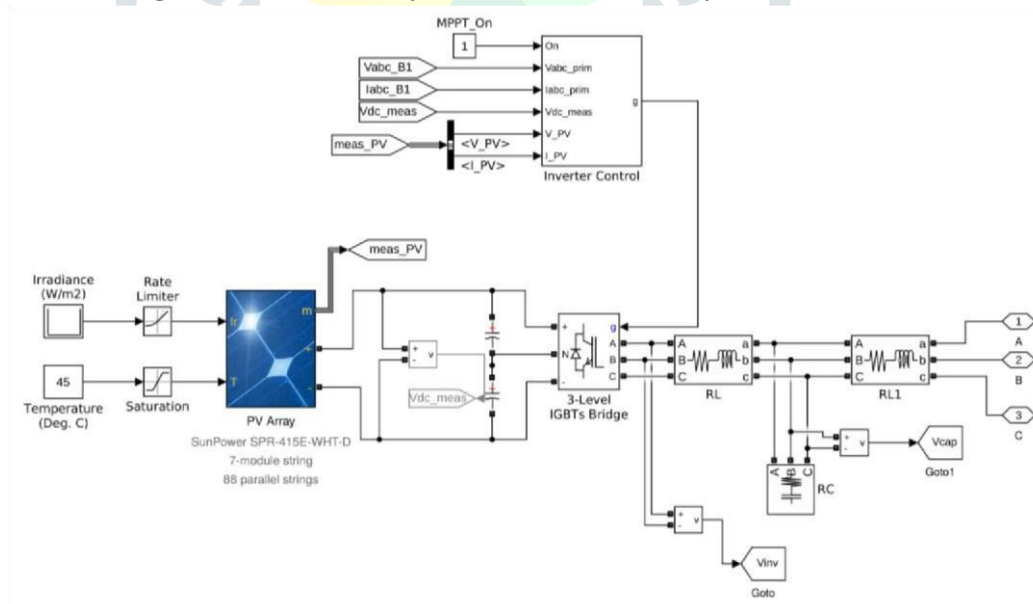 MPPT_On
1
On
Vabc_B1
Vabc_prim
Iabc_B1
Iabc_prim
Vdc_meas
Vdc_meas
g
meas_PV
<V_PV>
V_PV
<I_PV>
I_PV
Inverter Control
meas_PV
Irradiance
(W/m2)
Rate
Limiter
Ir
m
+
45
T
-
Temperature
(Deg. C)
Saturation
PV Array
SunPower SPR-415E-WHT-D
7-module string
88 parallel strings
+
-
v
Vdc_meas
+
+
+
N
-
g
A
B
C
3-Level
IGBTs Bridge
A
B
C
a
b
c
RL
A
B
C
a
b
c
RL1
1
A
2
B
3
C
A
B
C
RC
+
-
v
Vcap
Goto1
+
-
v
Vinv
Goto